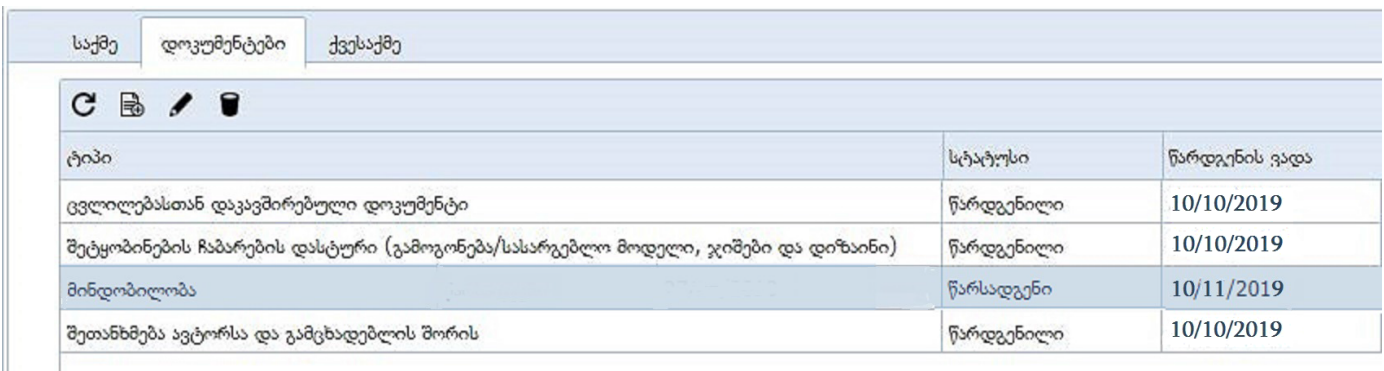 საქმე დოკუმენტები ქვესაქმე
ტიპი სტატუსი წარდგენის ვადა
ცვლილებასთან დაკავშირებული დოკუმენტი წარდგენილი 10/10/2019
შეტყობინების ჩაბარების დასტური (გამოგონება/სასარგებლო მოდელი, ჯიშები და დიზაინი) წარდგენილი 10/10/2019
მინდობილობა წარსადგენი 10/11/2019
შეთანხმება ავტორსა და გამცხადებლის შორის წარდგენილი 10/10/2019